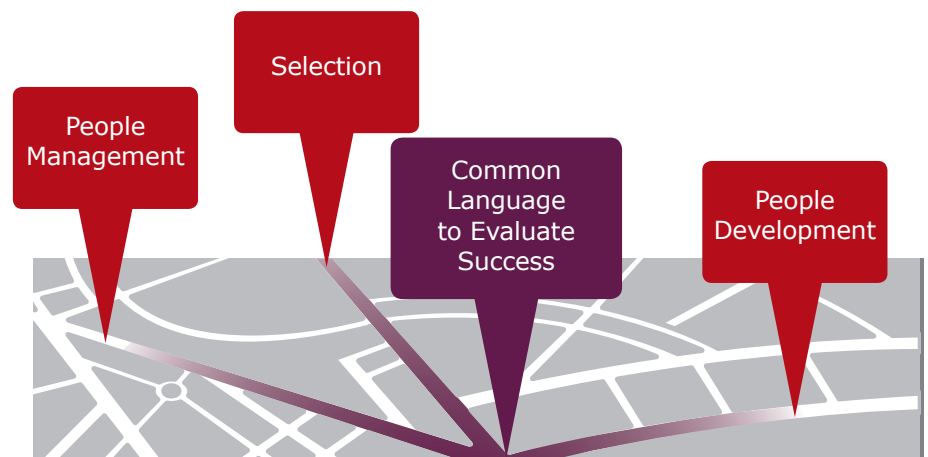 Selection
People
Management
Common
Language
to Evaluate
Success
People
Development